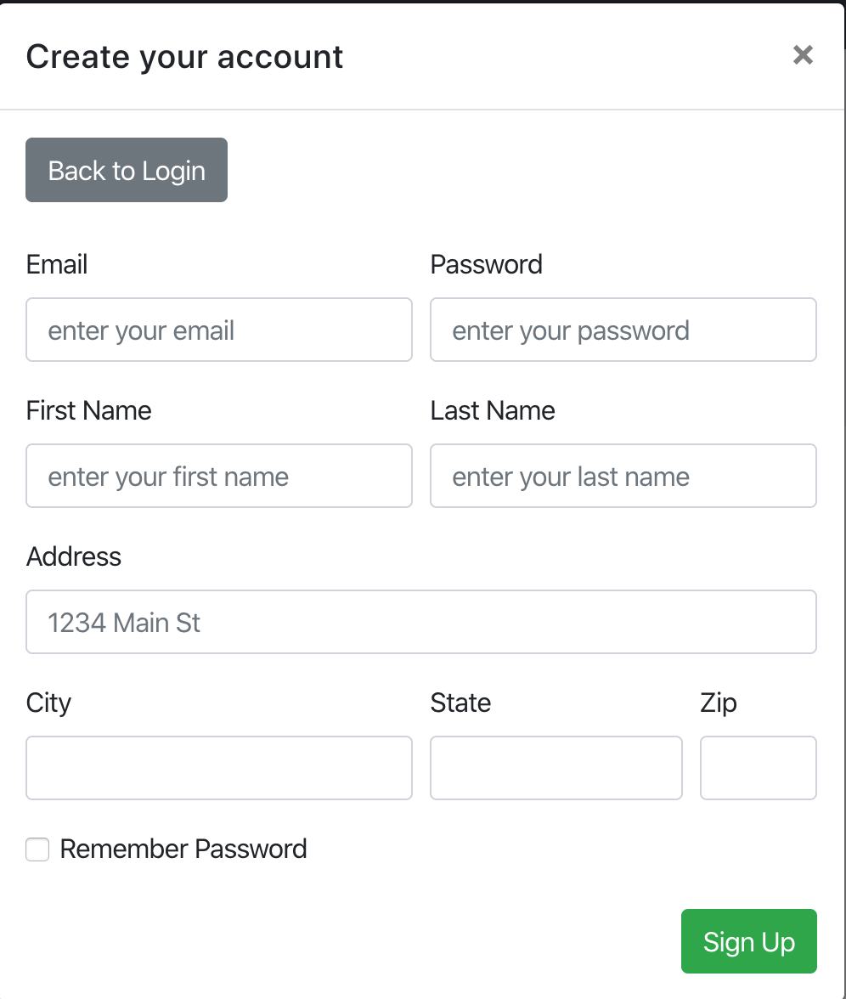 Create your account ×
Back to Login
Email Password
enter your email enter your password
First Name Last Name
enter your first name enter your last name
Address
1234 Main St
City State Zip
Remember Password
Sign Up